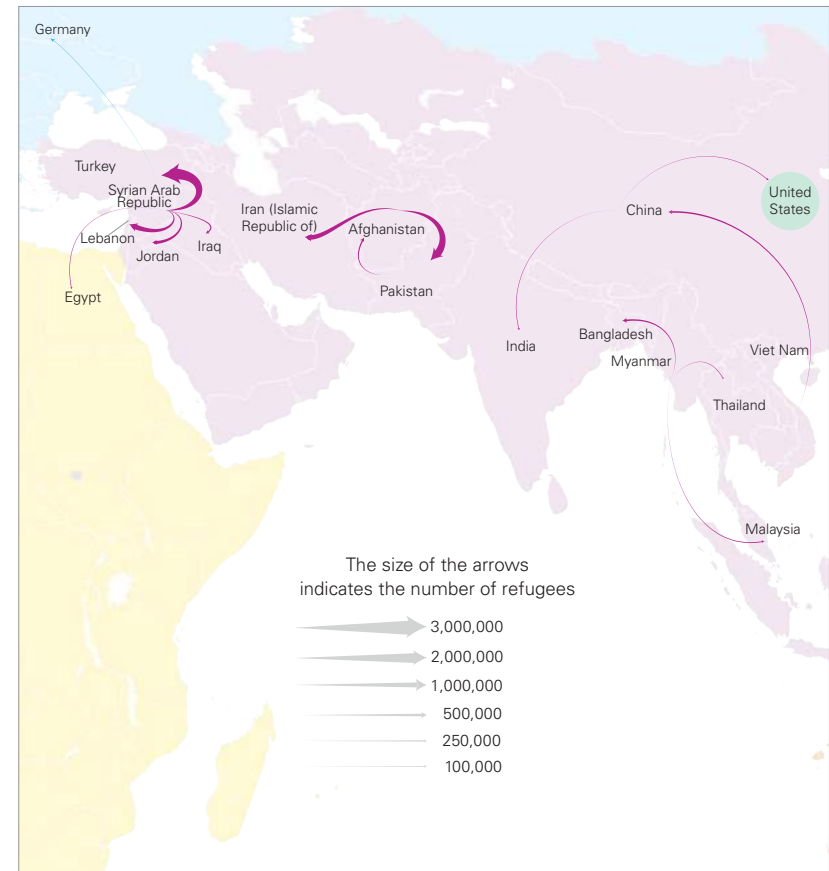 Germany
Turkey
Syrian Arab
Republic
Lebanon
Jordan
Iraq
Egypt
Iran (Islamic
Republic of)
Afghanistan
Pakistan
China
United
States
India
Bangladesh
Myanmar
Viet Nam
Thailand
Malaysia
The size of the arrows
indicates the number of refugees
3,000,000
2,000,000
1,000,000
500,000
250,000
100,000